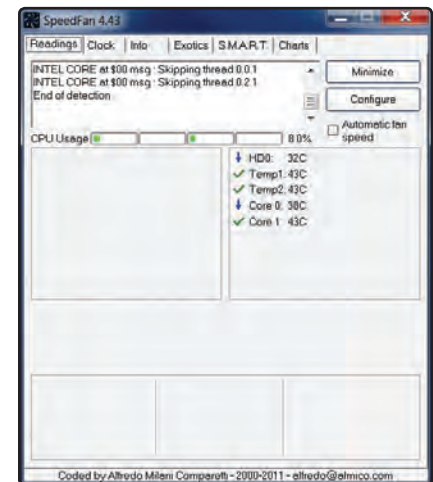 SpeedFan 4.43
Readings Clock Info Exotics S.M.A.R.T. Charts
INTEL CORE at $00 msg : Skipping thread 0.0.1
INTEL CORE at $00 msg : Skipping thread 0.2.1
End of detection
Minimize
Configure
Automatic fan
speed
CPU Usage 8.0%
HD0: 32C
Temp1: 43C
Temp2: 43C
Core 0: 38C
Core 1: 43C
Coded by Alfredo Milani Comparetti - 2000-2011 - alfredo@almico.com